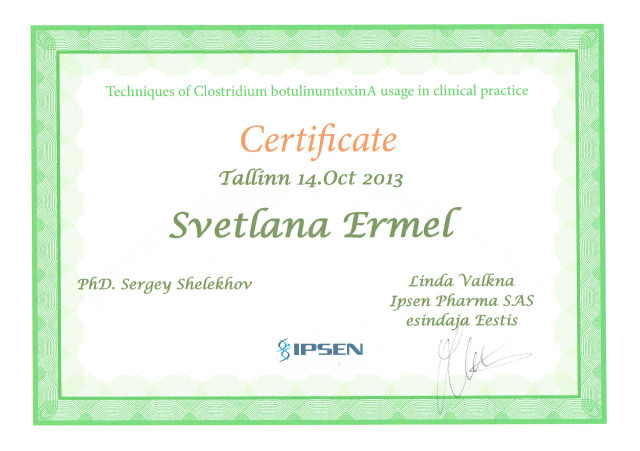 Techniques of Clostridium botulinumtoxinA usage in clinical practice
Certificate
Tallinn 14.Oct 2013
Svetlana Ermel
PhD. Sergey Shelekhov
Linda Valkna
Ipsen Pharma SAS
esindaja Eestis
IPSEN